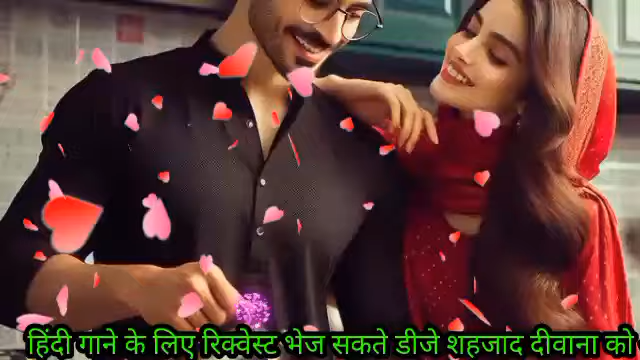 हिंदी गाने के लिए रिक्वेस्ट भेज सकते डीजे शहजाद दीवाना को